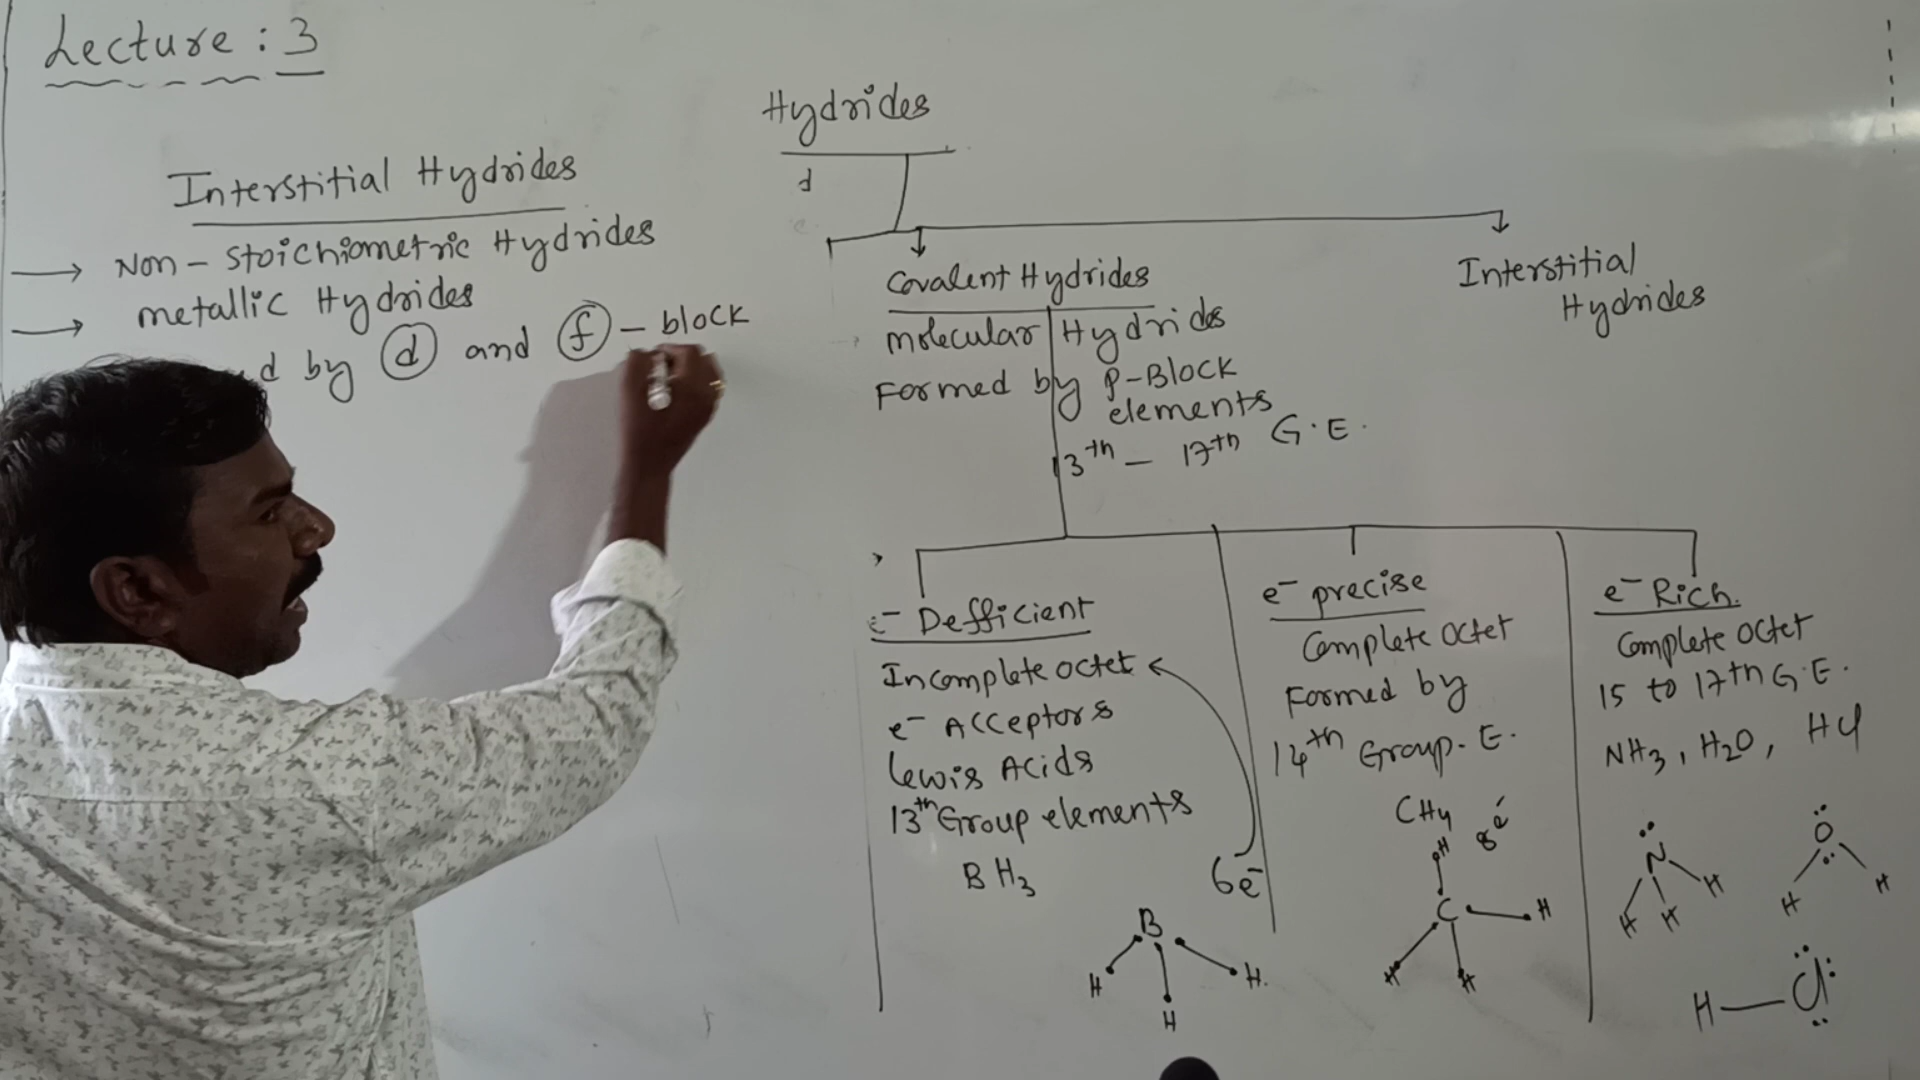 Lecture : 3
Interstitial Hydrides
→ Non - stoichiometric Hydrides
→ metallic Hydrides
d by d and f - block
Hydrides
d
Covalent Hydrides
Molecular Hydrides
Formed by P-Block
elements
13th - 17th G.E.
Interstitial
Hydrides
e- Defficient
Incomplete octet
e- Acceptors
Lewis Acids
13th Group elements
BH3
6e-
B
H
H
H.
e- precise
Complete octet
Formed by
14th Group. E.
CH4
8e-
H
C
H
H
H
e- Rich.
Complete octet
15 to 17th G.E.
NH3, H2O, HCl
N
H
H
H
O
H
H
H - Cl